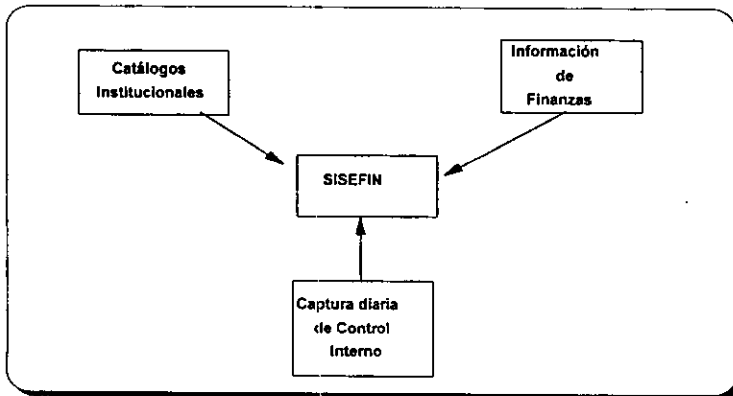 Catálogos
Institucionales
Información
de
Finanzas
SISEFIN
Captura diaria
de Control
Interno